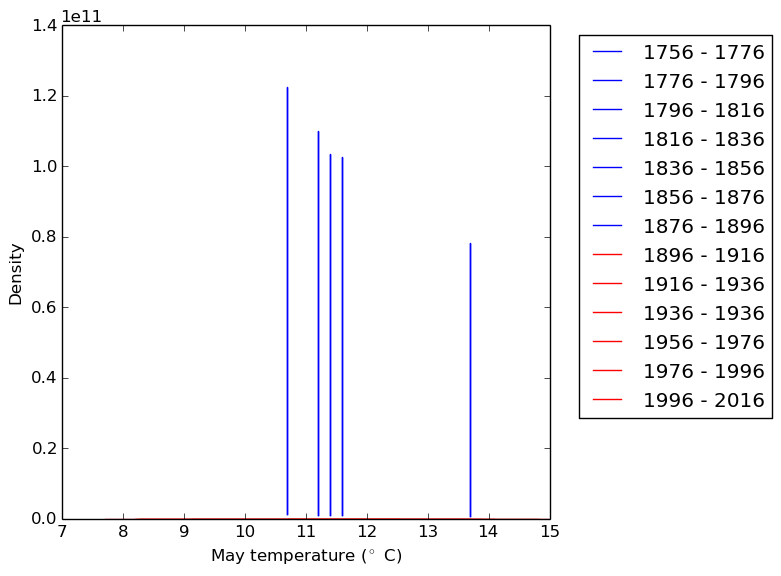 1e11
1.4
1.2
1.0
0.8
0.6
0.4
0.2
0.0
7 8 9 10 11 12 13 14 15
Density
May temperature (° C)
1756 - 1776
1776 - 1796
1796 - 1816
1816 - 1836
1836 - 1856
1856 - 1876
1876 - 1896
1896 - 1916
1916 - 1936
1936 - 1936
1956 - 1976
1976 - 1996
1996 - 2016